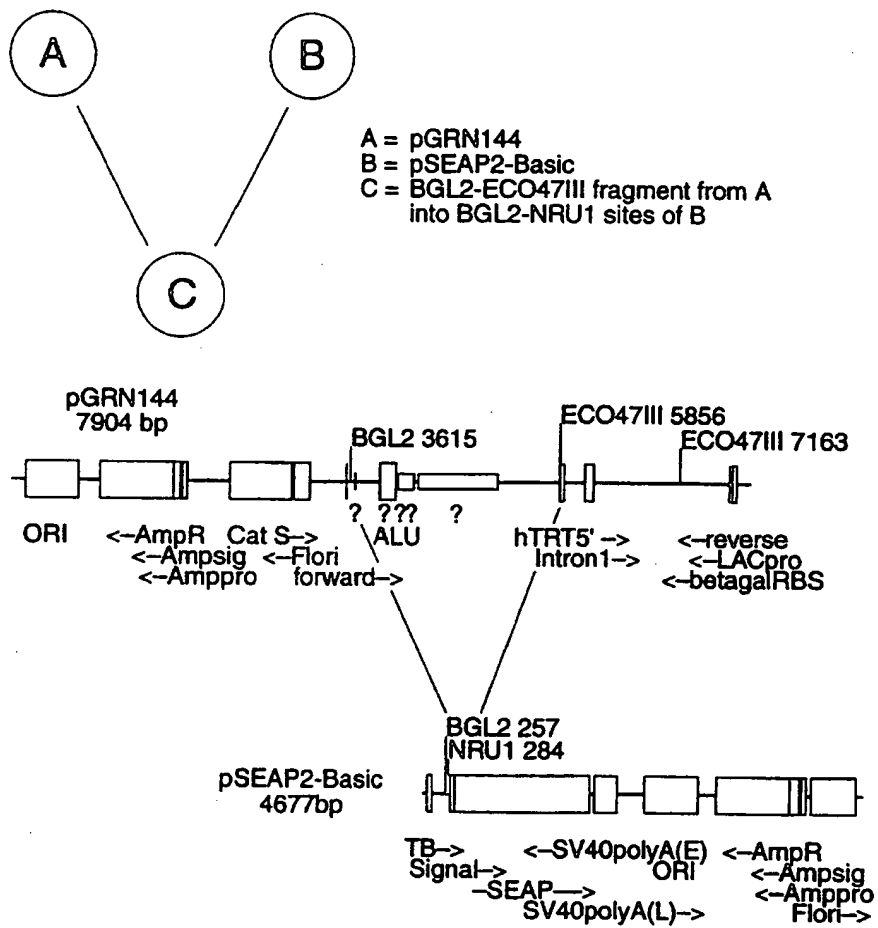 A
B
A = pGRN144
B = pSEAP2-Basic
C = BGL2-ECO47III fragment from A
into BGL2-NRU1 sites of B
C
pGRN144
7904 bp
BGL2 3615
ECO47III 5856
ECO47III 7163
? ? ?? ?
ORI <-AmpR Cat S-> ALU hTRT5' -> <-reverse
<-Ampsig <-Flori Intron1-> <-LACpro
<-Amppro forward-> <-betagalRBS
BGL2 257
NRU1 284
pSEAP2-Basic
4677bp
TB-> <-SV40polyA(E) <-AmpR
Signal-> ORI <-Ampsig
-SEAP-> <-Amppro
SV40polyA(L)-> Flori->